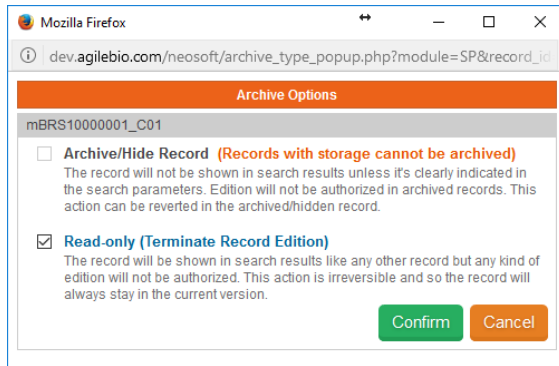 Mozilla Firefox
dev.agilebio.com/neosoft/archive_type_popup.php?module=SP&record_id
Archive Options
mBRS10000001_C01
Archive/Hide Record (Records with storage cannot be archived)
The record will not be shown in search results unless it's clearly indicated in
the search parameters. Edition will not be authorized in archived records. This
action can be reverted in the archived/hidden record.
Read-only (Terminate Record Edition)
The record will be shown in search results like any other record but any kind of
edition will not be authorized. This action is irreversible and so the record will
always stay in the current version.
Confirm Cancel